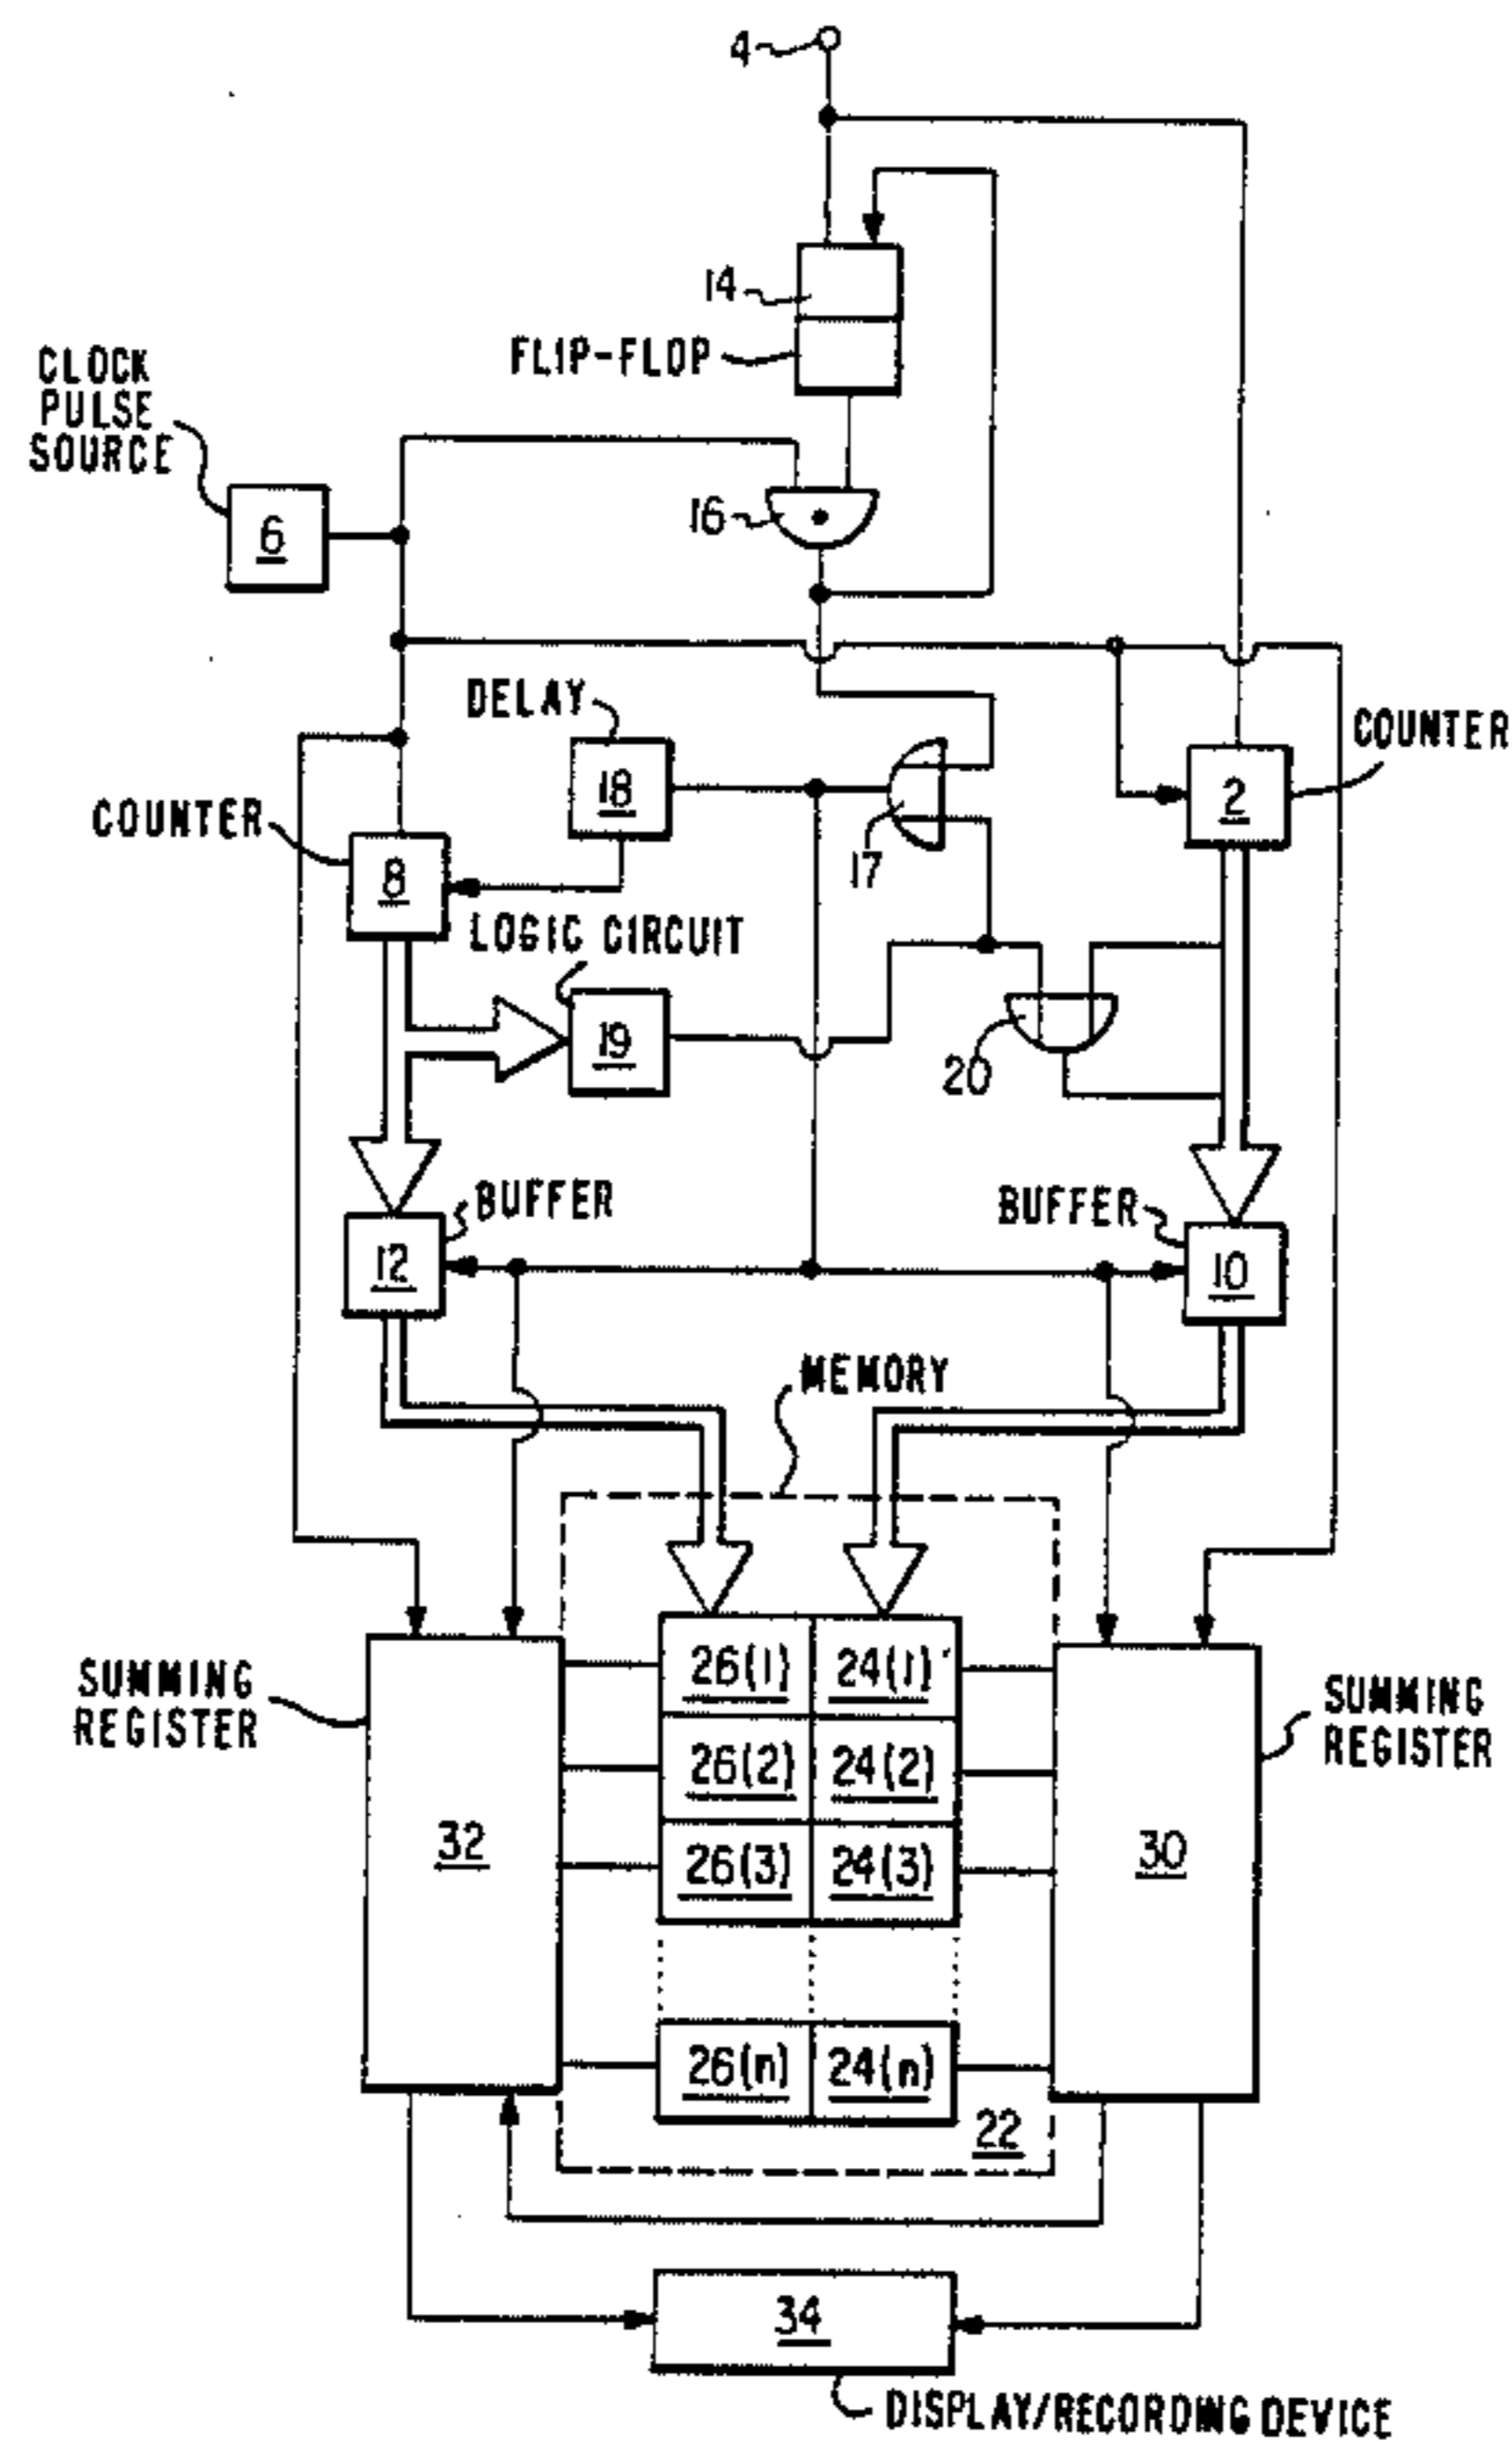 4
14
FLIP-FLOP
CLOCK
PULSE
SOURCE
6
16
DELAY
18
17
COUNTER
2
COUNTER
8
LOGIC CIRCUIT
19
20
BUFFER
12
BUFFER
10
MEMORY
SUMMING
REGISTER
32
26(1) 24(1)
26(2) 24(2)
26(3) 24(3)
26(n) 24(n)
22
SUMMING
REGISTER
30
34
DISPLAY/RECORDING DEVICE